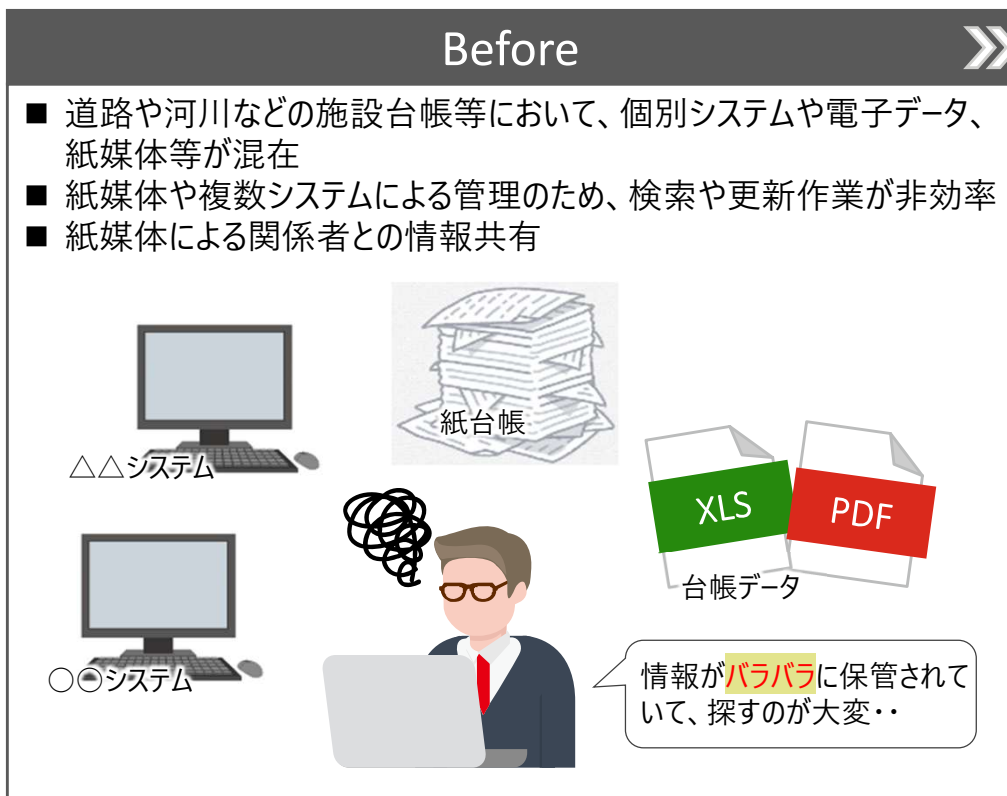 Before
■ 道路や河川などの施設台帳等において、個別システムや電子データ、
紙媒体等が混在
■ 紙媒体や複数システムによる管理のため、検索や更新作業が非効率
■ 紙媒体による関係者との情報共有
紙台帳
△△システム
XLS
PDF
台帳データ
○○システム
情報がバラバラに保管されて
いて、探すのが大変・・